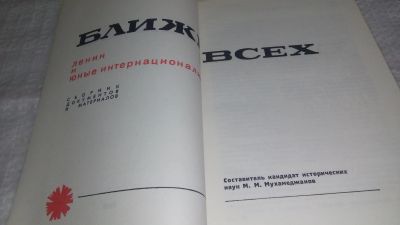 БЛИЖ ВСЕХ
ленин
и
юные интернационал
СБОРНИК
ДОКУМЕНТОВ
И МАТЕРИАЛОВ
Составитель кандидат исторических
наук М. М. Мухамеджанов